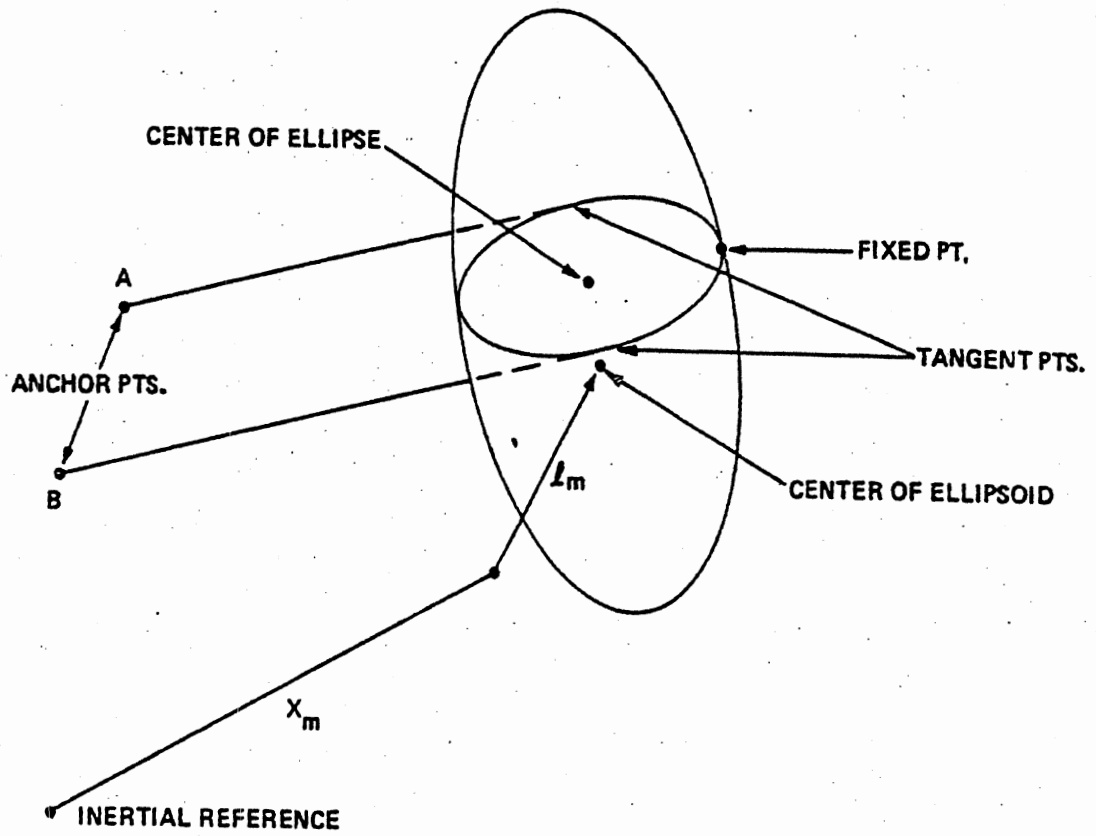 CENTER OF ELLIPSE
FIXED PT.
A
TANGENT PTS.
ANCHOR PTS.
B
ℓm
CENTER OF ELLIPSOID
Xm
INERTIAL REFERENCE